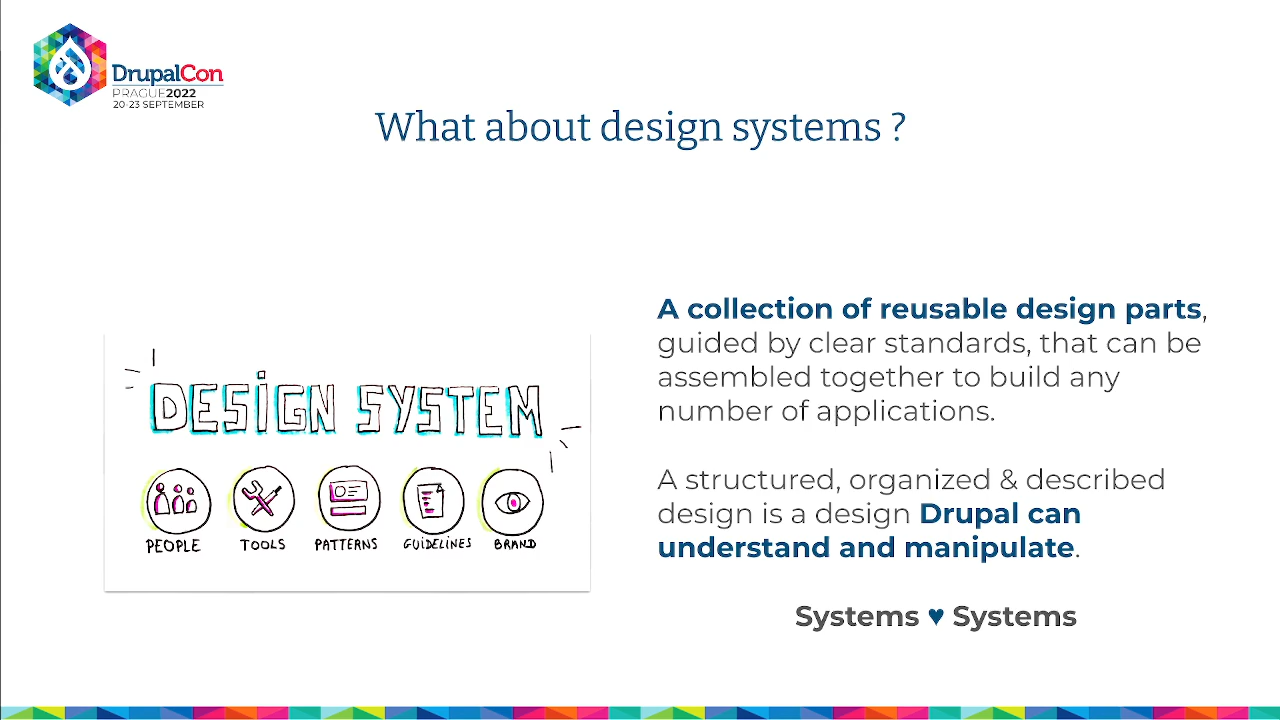 DrupalCon
PRAGUE2022
20-23 SEPTEMBER
What about design systems ?
DESiGN SYSTEM
PEOPLE
TOOLS
PATTERNS
GUIDELINES
BRAND
A collection of reusable design parts,
guided by clear standards, that can be
assembled together to build any
number of applications.
A structured, organized & described
design is a design Drupal can
understand and manipulate.
Systems ♥ Systems